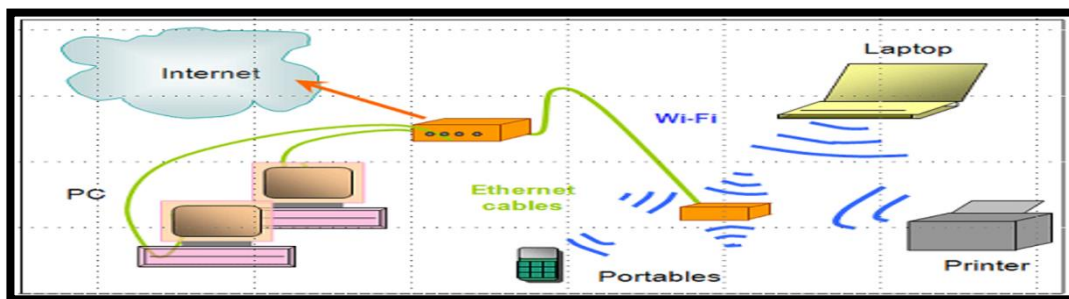 Laptop
Internet
Wi-Fi
PC
Ethernet
cables
Portables
Printer